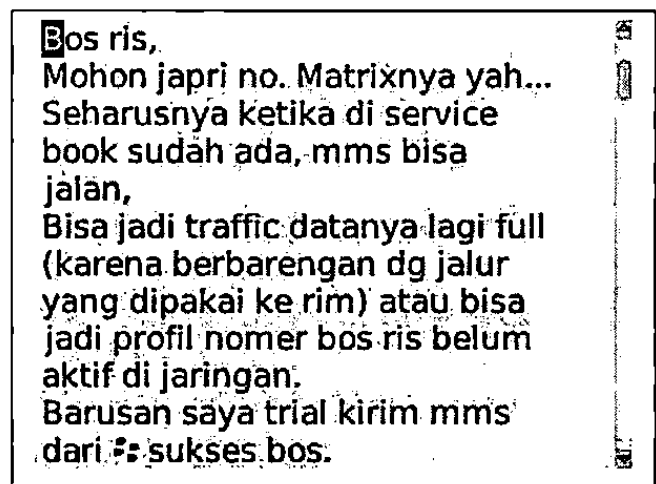 Bos ris,
Mohon japri no. Matrixnya yah...
Seharusnya ketika di service
book sudah ada, mms bisa
jalan,
Bisa jadi traffic datanya lagi full
(karena berbarengan dg jalur
yang dipakai ke rim) atau bisa
jadi profil nomer bos ris belum
aktif di jaringan.
Barusan saya trial kirim mms
dari sukses bos.